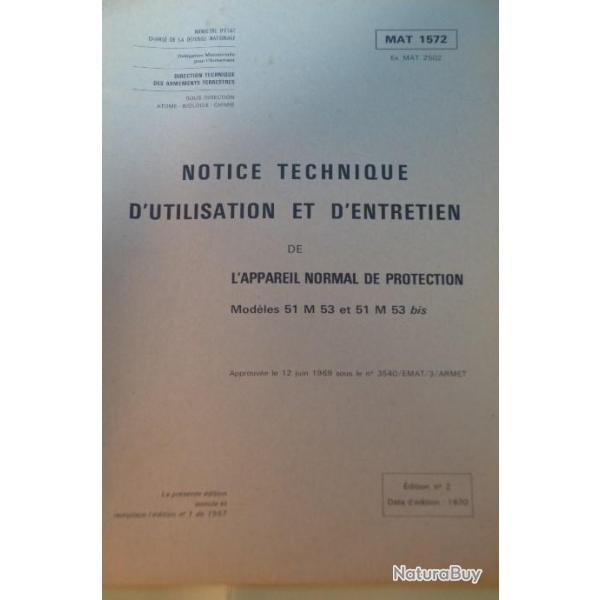 MINISTRE D'ÉTAT
CHARGÉ DE LA DÉFENSE NATIONALE
Délégation Ministérielle
pour l'Armement
DIRECTION TECHNIQUE
DES ARMEMENTS TERRESTRES
SOUS-DIRECTION
ATOME - BIOLOGIE - CHIMIE
MAT 1572
Ex. MAT 2502
NOTICE TECHNIQUE
D'UTILISATION ET D'ENTRETIEN
DE
L'APPAREIL NORMAL DE PROTECTION
Modèles 51 M 53 et 51 M 53 bis
Approuvée le 12 juin 1969 sous le n° 3540/EMAT/3/ARMET
La présente édition
annule et
remplace l'édition n° 1 de 1967
Édition n° 2
Date d'édition : 1970
NaturaBuy